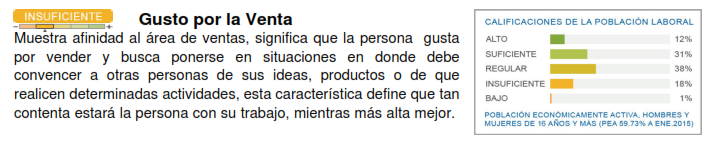 INSUFICIENTE
Gusto por la Venta
- +
Muestra afinidad al área de ventas, significa que la persona gusta
por vender y busca ponerse en situaciones en donde debe
convencer a otras personas de sus ideas, productos o de que
realicen determinadas actividades, esta característica define que tan
contenta estará la persona con su trabajo, mientras más alta mejor.
CALIFICACIONES DE LA POBLACIÓN LABORAL
ALTO 12%
SUFICIENTE 31%
REGULAR 38%
INSUFICIENTE 18%
BAJO 1%
POBLACIÓN ECONÓMICAMENTE ACTIVA, HOMBRES Y
MUJERES DE 16 AÑOS Y MÁS (PEA 59.73% A ENE.2015)